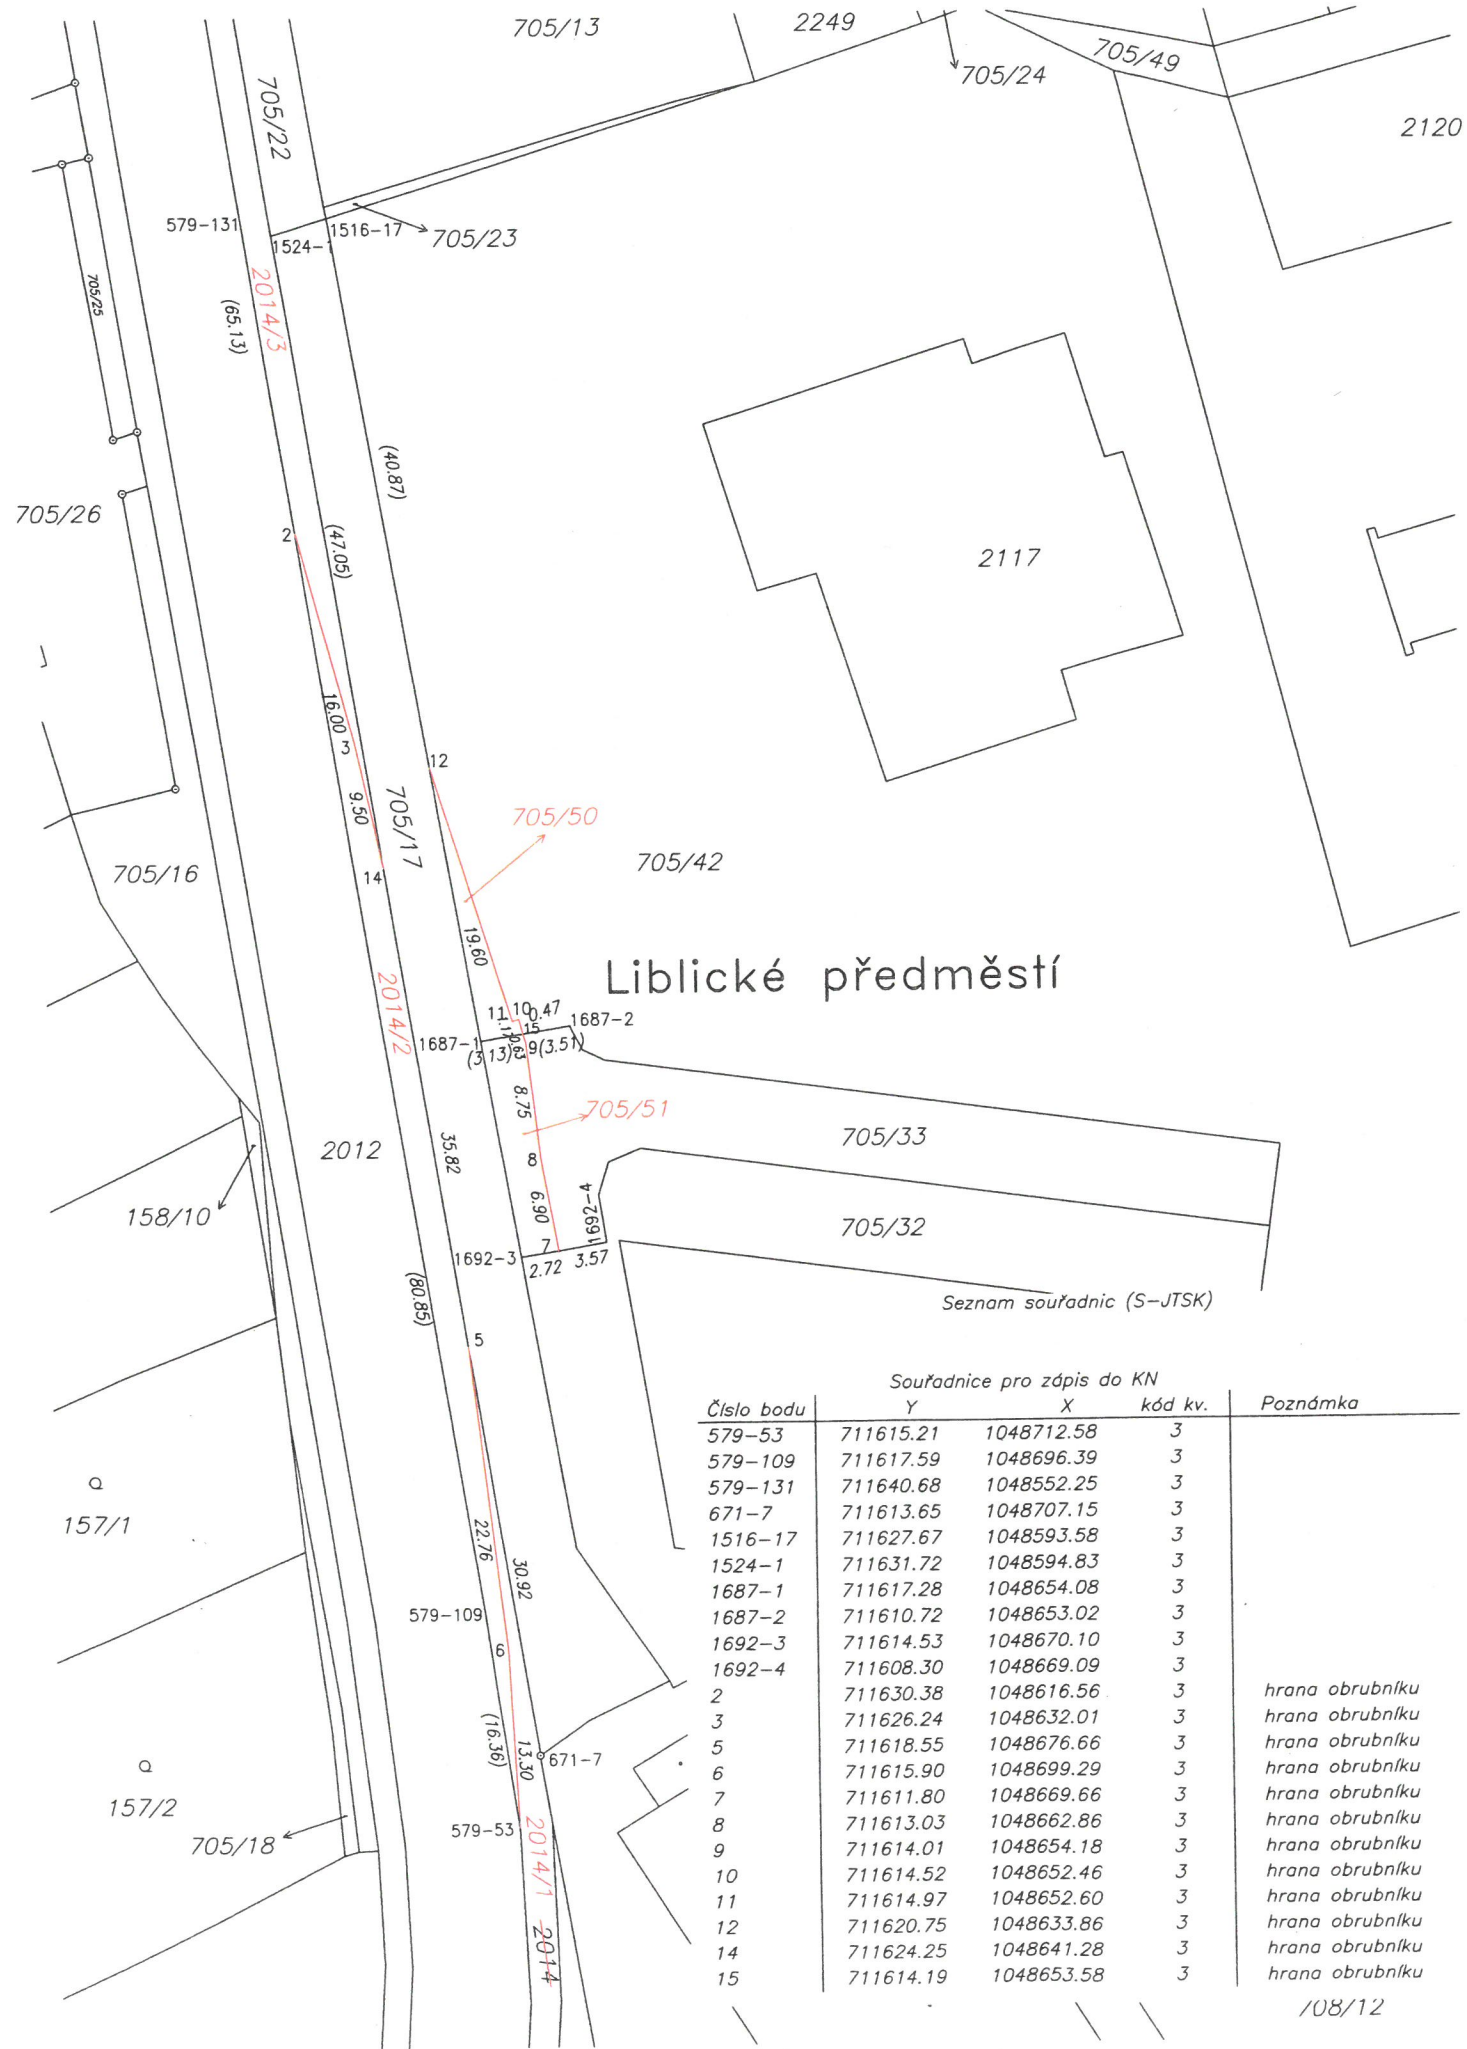 705/13
2249
705/49
705/24
2120
705/22
579-131
1524-1
1516-17
705/23
705/25
2014/3
(65.13)
(40.87)
705/26
2
(47.05)
2117
16.00
3
12
9.50
705/17
705/50
705/42
705/16
14
19.60
Liblické předměstí
2014/2
11
10
0.47
1687-2
1.17
15
1687-1
(3.13)
0.63
9
(3.51)
8.75
705/51
705/33
2012
35.82
8
158/10
6.90
1692-4
705/32
7
1692-3
2.72
3.57
(80.85)
5
157/1
22.76
30.92
579-109
6
(16.36)
13.30
671-7
157/2
705/18
579-53
2014/1
2014
Seznam souřadnic (S-JTSK)
Souřadnice pro zápis do KN
Číslo bodu Y X kód kv. Poznámka
579-53 711615.21 1048712.58 3
579-109 711617.59 1048696.39 3
579-131 711640.68 1048552.25 3
671-7 711613.65 1048707.15 3
1516-17 711627.67 1048593.58 3
1524-1 711631.72 1048594.83 3
1687-1 711617.28 1048654.08 3
1687-2 711610.72 1048653.02 3
1692-3 711614.53 1048670.10 3
1692-4 711608.30 1048669.09 3
2 711630.38 1048616.56 3 hrana obrubníku
3 711626.24 1048632.01 3 hrana obrubníku
5 711618.55 1048676.66 3 hrana obrubníku
6 711615.90 1048699.29 3 hrana obrubníku
7 711611.80 1048669.66 3 hrana obrubníku
8 711613.03 1048662.86 3 hrana obrubníku
9 711614.01 1048654.18 3 hrana obrubníku
10 711614.52 1048652.46 3 hrana obrubníku
11 711614.97 1048652.60 3 hrana obrubníku
12 711620.75 1048633.86 3 hrana obrubníku
14 711624.25 1048641.28 3 hrana obrubníku
15 711614.19 1048653.58 3 hrana obrubníku
/08/12